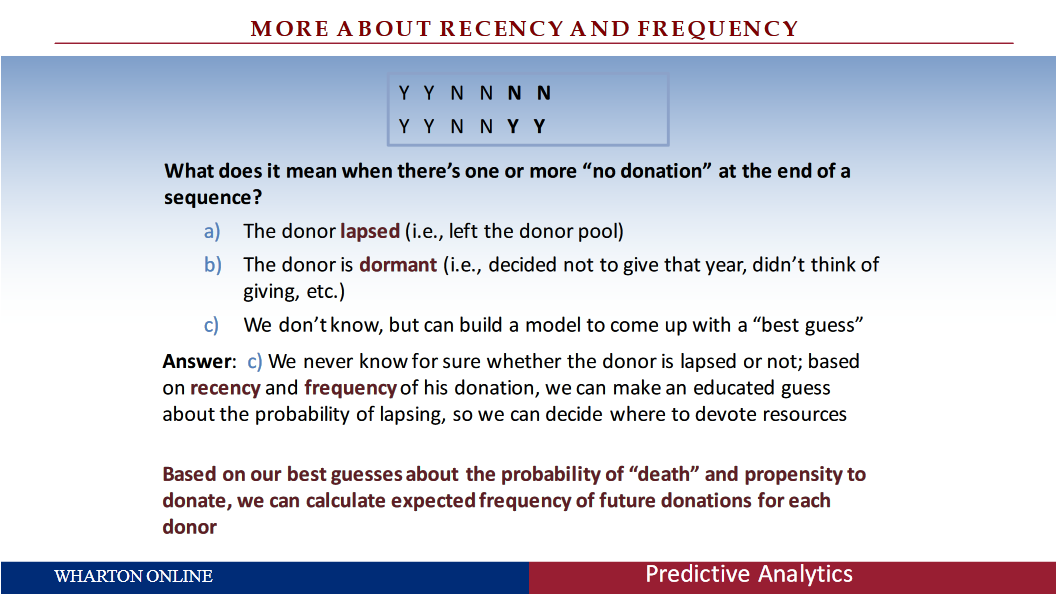 MORE ABOUT RECENCY AND FREQUENCY
Y Y N N N N
Y Y N N Y Y
What does it mean when there's one or more “no donation” at the end of a
sequence?
a) The donor lapsed (i.e., left the donor pool)
b) The donor is dormant (i.e., decided not to give that year, didn't think of
giving, etc.)
c) We don't know, but can build a model to come up with a “best guess”
Answer: c) We never know for sure whether the donor is lapsed or not; based
on recency and frequency of his donation, we can make an educated guess
about the probability of lapsing, so we can decide where to devote resources
Based on our best guesses about the probability of “death” and propensity to
donate, we can calculate expected frequency of future donations for each
donor
WHARTON ONLINE
Predictive Analytics